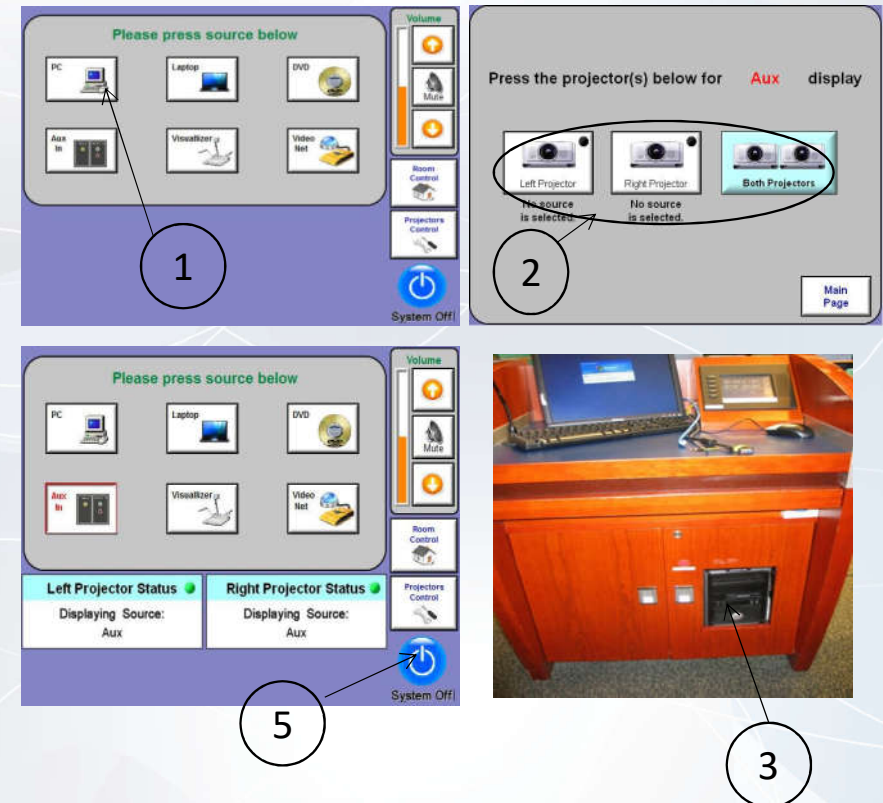 Please press source below
PC
Laptop
DVD
Aux
In
Visuallizer
Video
Net
Volume
Mute
Room
Control
Projectors
Control
System Off
1
Press the projector(s) below for Aux display
Left Projector
Right Projector
Both Projectors
No source
is selected.
No source
is selected.
2
Main
Page
Please press source below
PC
Laptop
DVD
Aux
In
Visuallizer
Video
Net
Volume
Mute
Room
Control
Projectors
Control
Left Projector Status
Displaying Source:
Aux
Right Projector Status
Displaying Source:
Aux
System Off
5
3